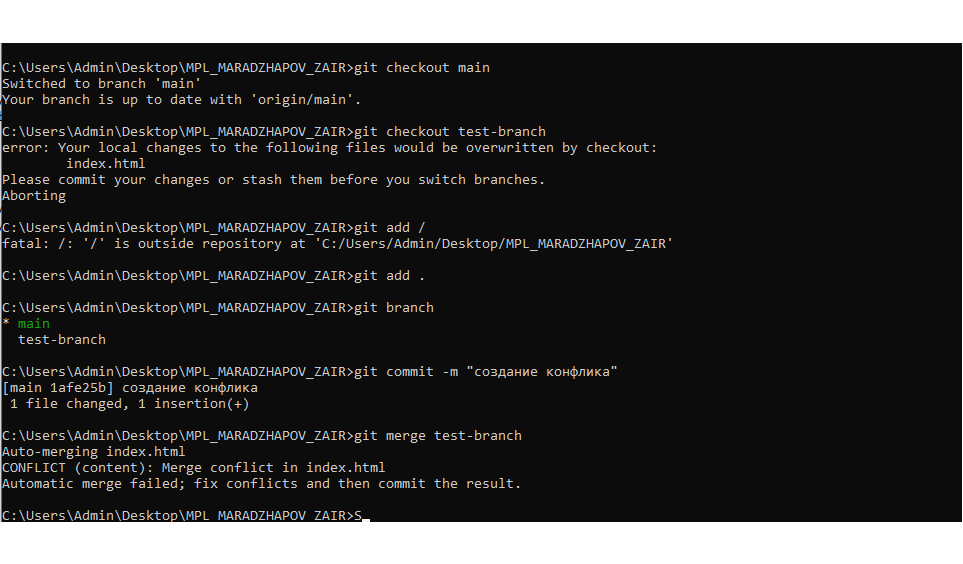 C:\Users\Admin\Desktop\MPL_MARADZHAPOV_ZAIR>git checkout main
Switched to branch 'main'
Your branch is up to date with 'origin/main'.
C:\Users\Admin\Desktop\MPL_MARADZHAPOV_ZAIR>git checkout test-branch
error: Your local changes to the following files would be overwritten by checkout:
index.html
Please commit your changes or stash them before you switch branches.
Aborting
C:\Users\Admin\Desktop\MPL_MARADZHAPOV_ZAIR>git add /
fatal: /: '/' is outside repository at 'C:/Users/Admin/Desktop/MPL_MARADZHAPOV_ZAIR'
C:\Users\Admin\Desktop\MPL_MARADZHAPOV_ZAIR>git add .
C:\Users\Admin\Desktop\MPL_MARADZHAPOV_ZAIR>git branch
* main
test-branch
C:\Users\Admin\Desktop\MPL_MARADZHAPOV_ZAIR>git commit -m "создание конфлика"
[main 1afe25b] создание конфлика
1 file changed, 1 insertion(+)
C:\Users\Admin\Desktop\MPL_MARADZHAPOV_ZAIR>git merge test-branch
Auto-merging index.html
CONFLICT (content): Merge conflict in index.html
Automatic merge failed; fix conflicts and then commit the result.
C:\Users\Admin\Desktop\MPL_MARADZHAPOV_ZAIR>S